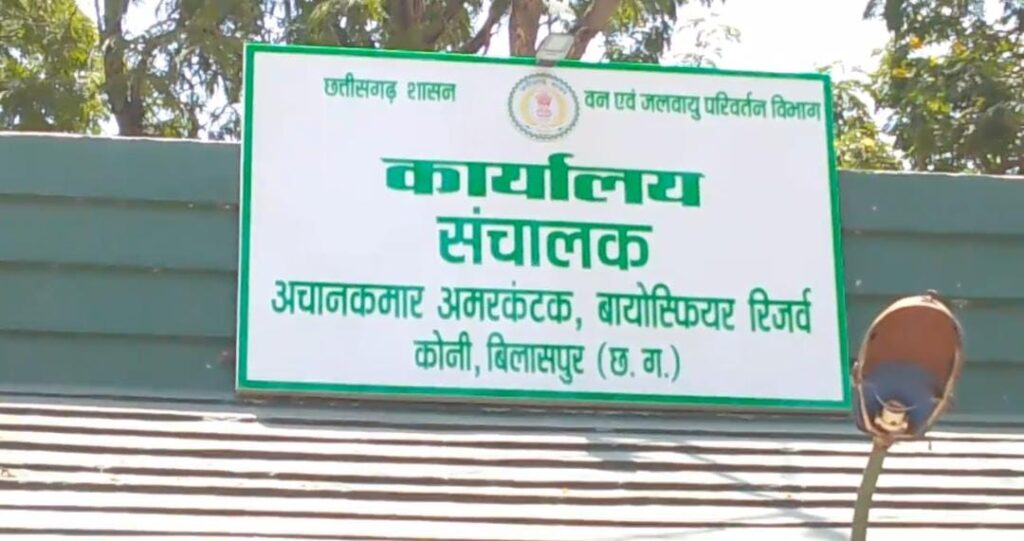 छत्तीसगढ़ शासन वन एवं जलवायु परिवर्तन विभाग
कार्यालय
संचालक
अचानकमार अमरकंटक, बायोस्फियर रिजर्व
कोनी, बिलासपुर (छ. ग.)